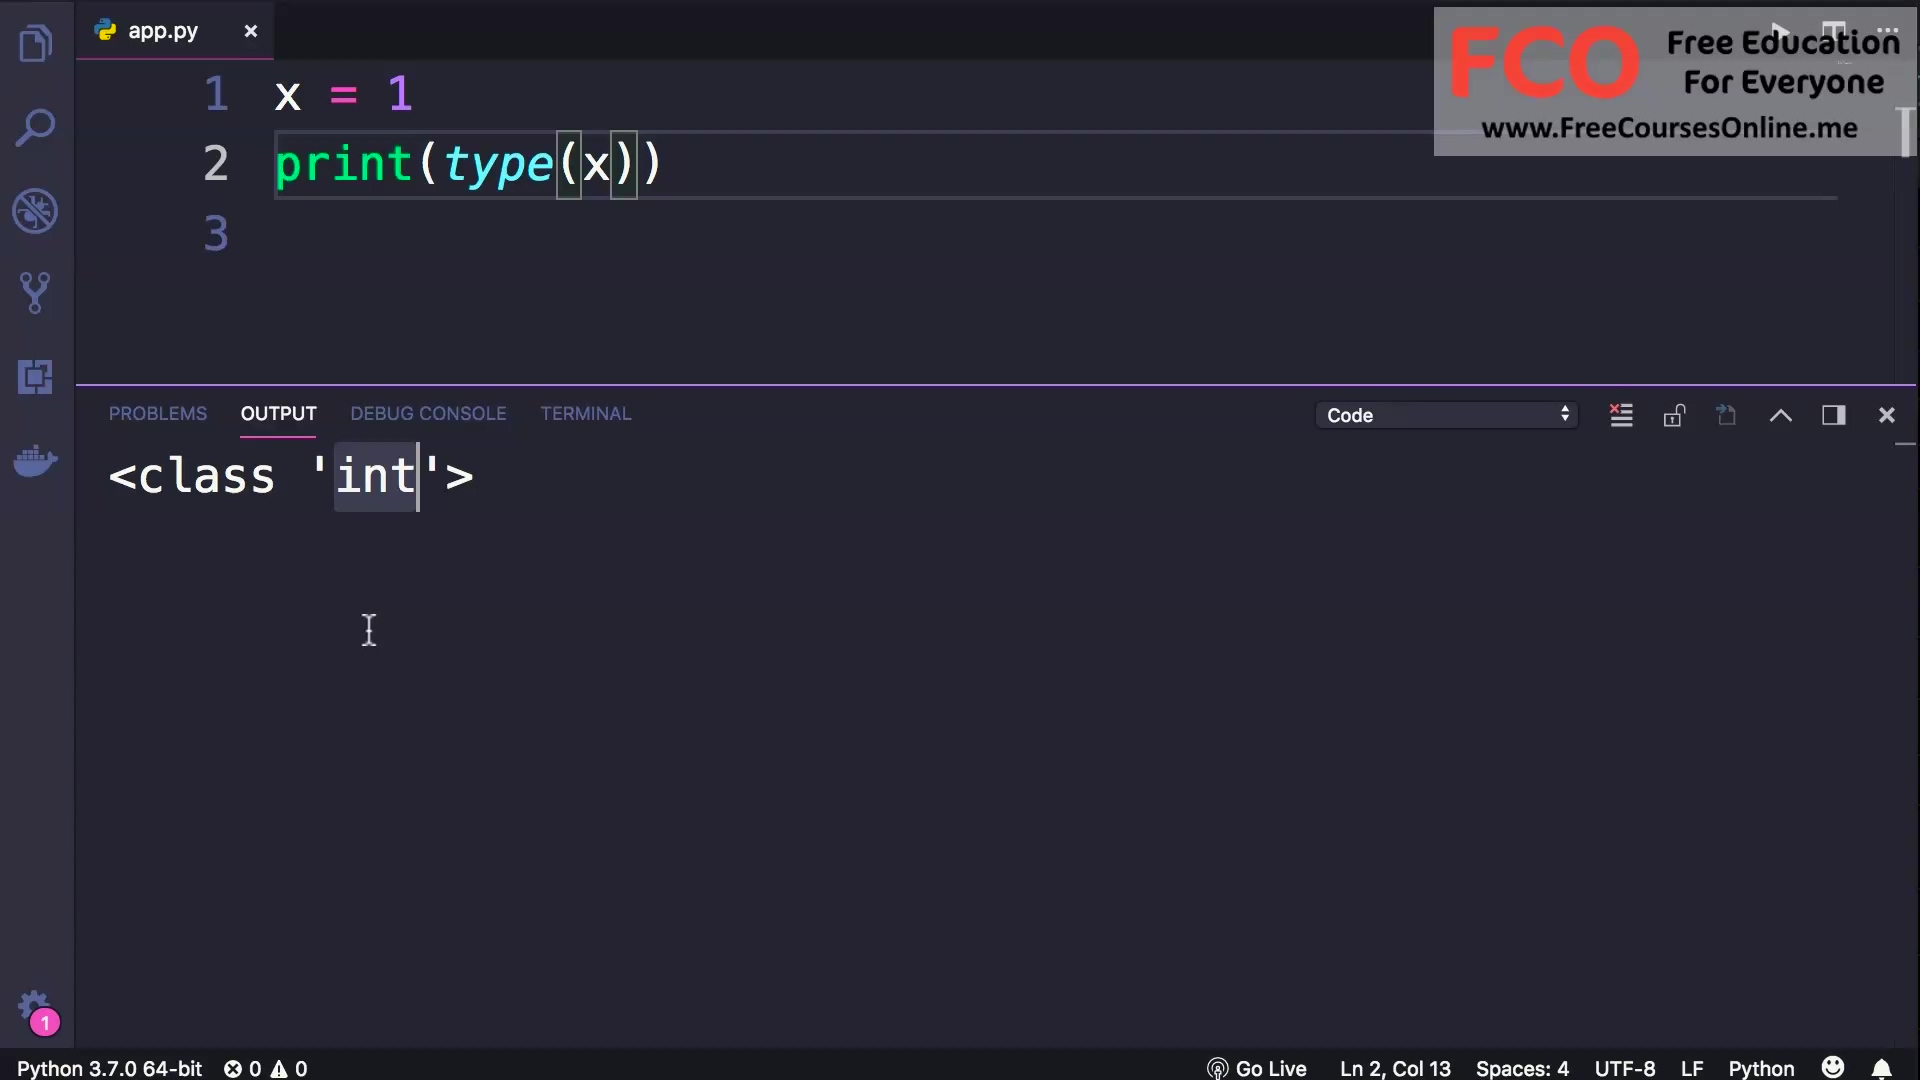 app.py
FCO Free Education
For Everyone
www.FreeCoursesOnline.me
1 x = 1
2 print(type(x))
3
PROBLEMS OUTPUT DEBUG CONSOLE TERMINAL Code
<class 'int'>
1
Python 3.7.0 64-bit 0 0 Go Live Ln 2, Col 13 Spaces: 4 UTF-8 LF Python